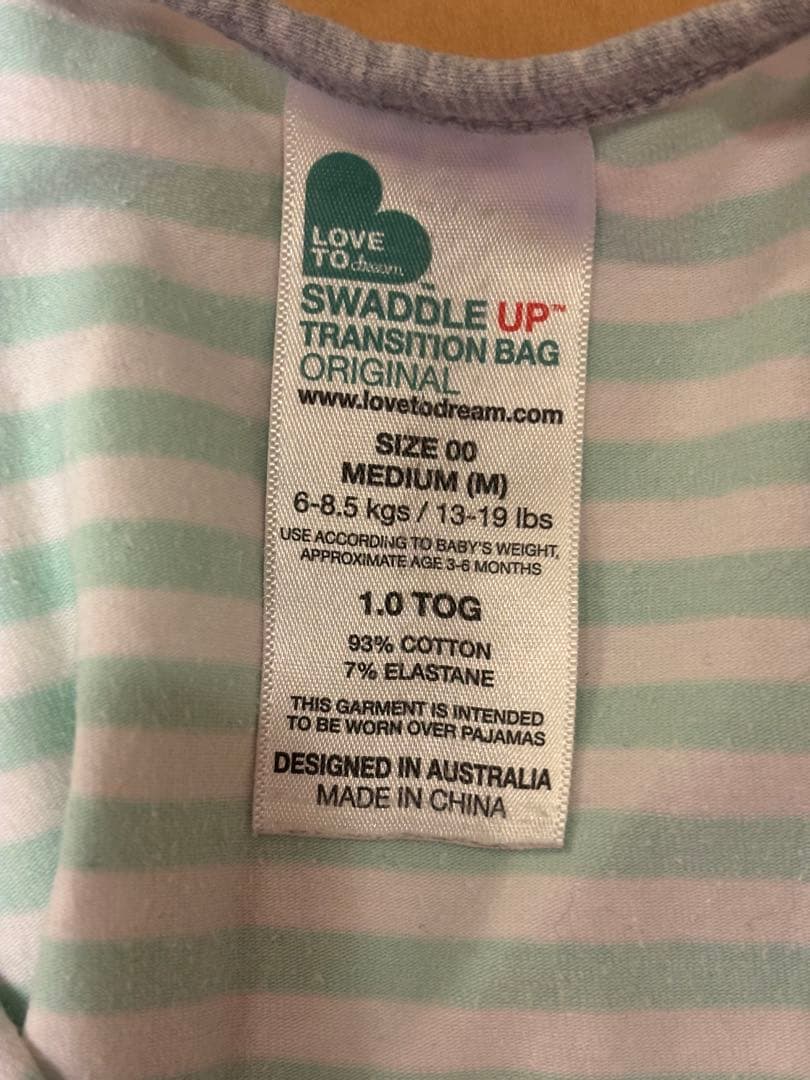 LOVE
TO dream
SWADDLE UP™
TRANSITION BAG
ORIGINAL
www.lovetodream.com
SIZE 00
MEDIUM (M)
6-8.5 kgs / 13-19 lbs
USE ACCORDING TO BABY'S WEIGHT,
APPROXIMATE AGE 3-6 MONTHS
1.0 TOG
93% COTTON
7% ELASTANE
THIS GARMENT IS INTENDED
TO BE WORN OVER PAJAMAS
DESIGNED IN AUSTRALIA
MADE IN CHINA